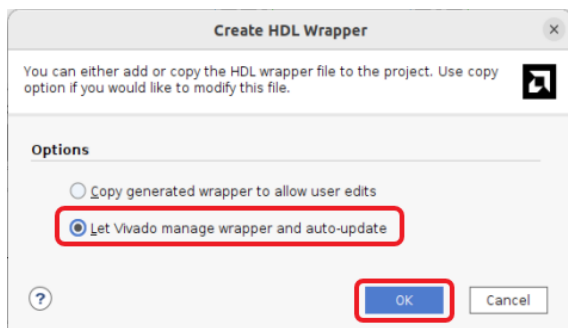 Create HDL Wrapper
You can either add or copy the HDL wrapper file to the project. Use copy
option if you would like to modify this file.
Options
Copy generated wrapper to allow user edits
Let Vivado manage wrapper and auto-update
?
OK
Cancel